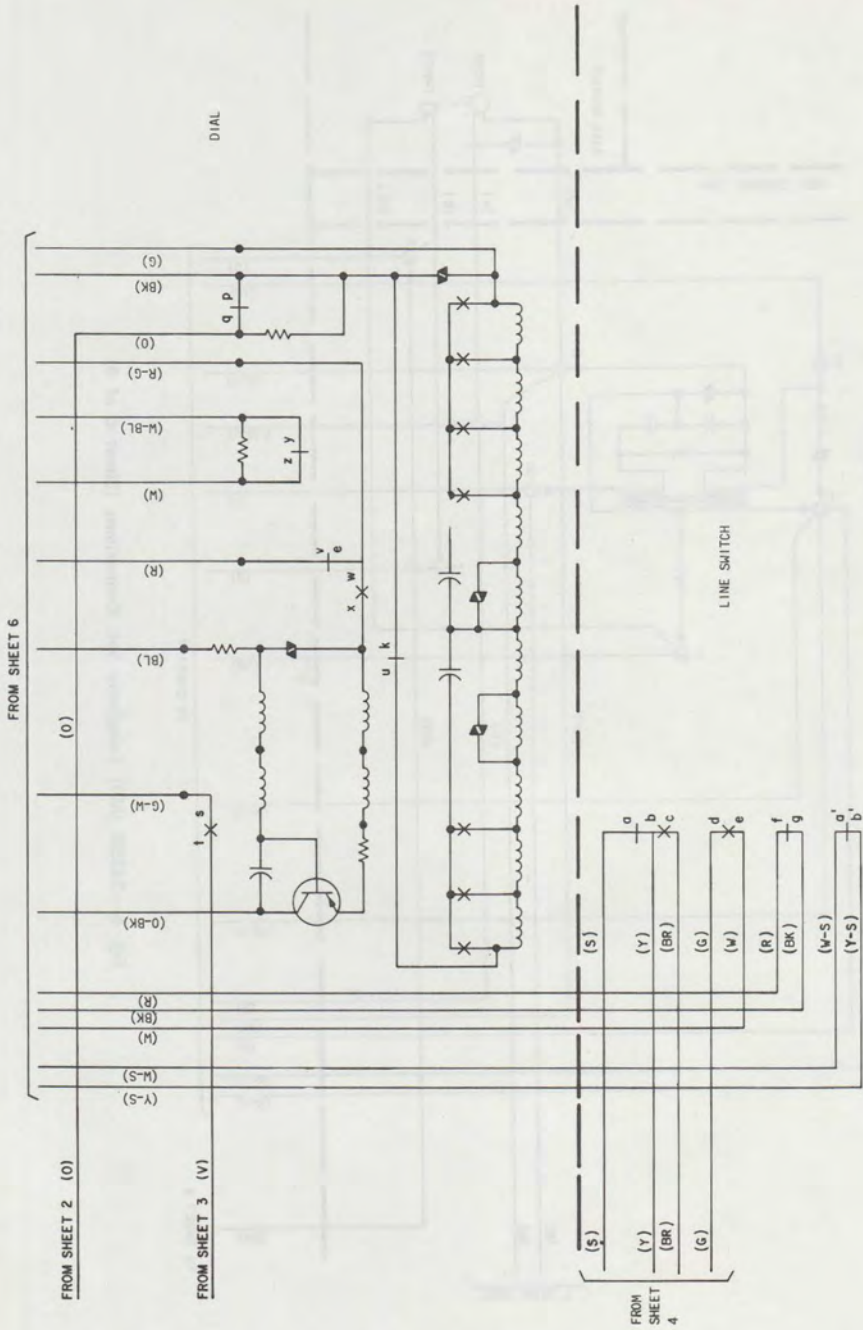 FROM SHEET 6
DIAL
FROM SHEET 2 (O)
(O)
FROM SHEET 3 (V)
(Y-S)
(W-S)
(W)
(BK)
(R)
(O-BK)
(G-W)
(BL)
(R)
(W)
(W-BL)
(R-G)
(O)
(BK)
(G)
t s
x w
v
e
z y
q p
u k
LINE SWITCH
FROM
SHEET
4
(S)
(Y)
(BR)
(G)
(S)
(Y)
(BR)
(G)
(W)
(R)
(BK)
(W-S)
(Y-S)
a
b
c
d
e
f
g
a'
b'